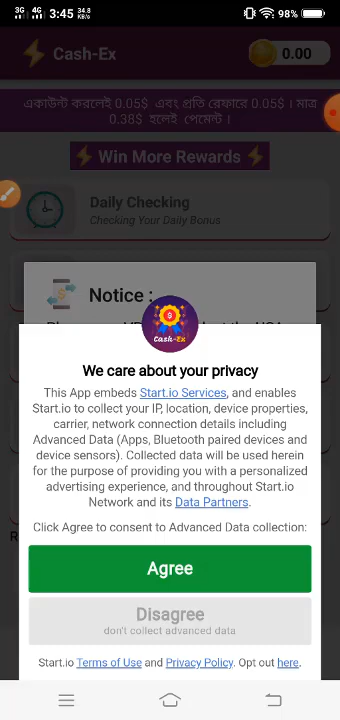 3G 4G 3:45 34.8 KB/s 98%
Cash-Ex 0.00
একাউন্ট করলেই 0.05$ এবং প্রতি রেফারে 0.05$ । মাত্র
0.38$ হলেই পেমেন্ট ।
Win More Rewards
Daily Checking
Checking Your Daily Bonus
Notice :
Cash-Ex
We care about your privacy
This App embeds Start.io Services, and enables
Start.io to collect your IP, location, device properties,
carrier, network connection details including
Advanced Data (Apps, Bluetooth paired devices and
device sensors). Collected data will be used herein
for the purpose of providing you with a personalized
advertising experience, and throughout Start.io
Network and its Data Partners.
Click Agree to consent to Advanced Data collection:
Agree
Disagree
don't collect advanced data
Start.io Terms of Use and Privacy Policy. Opt out here.